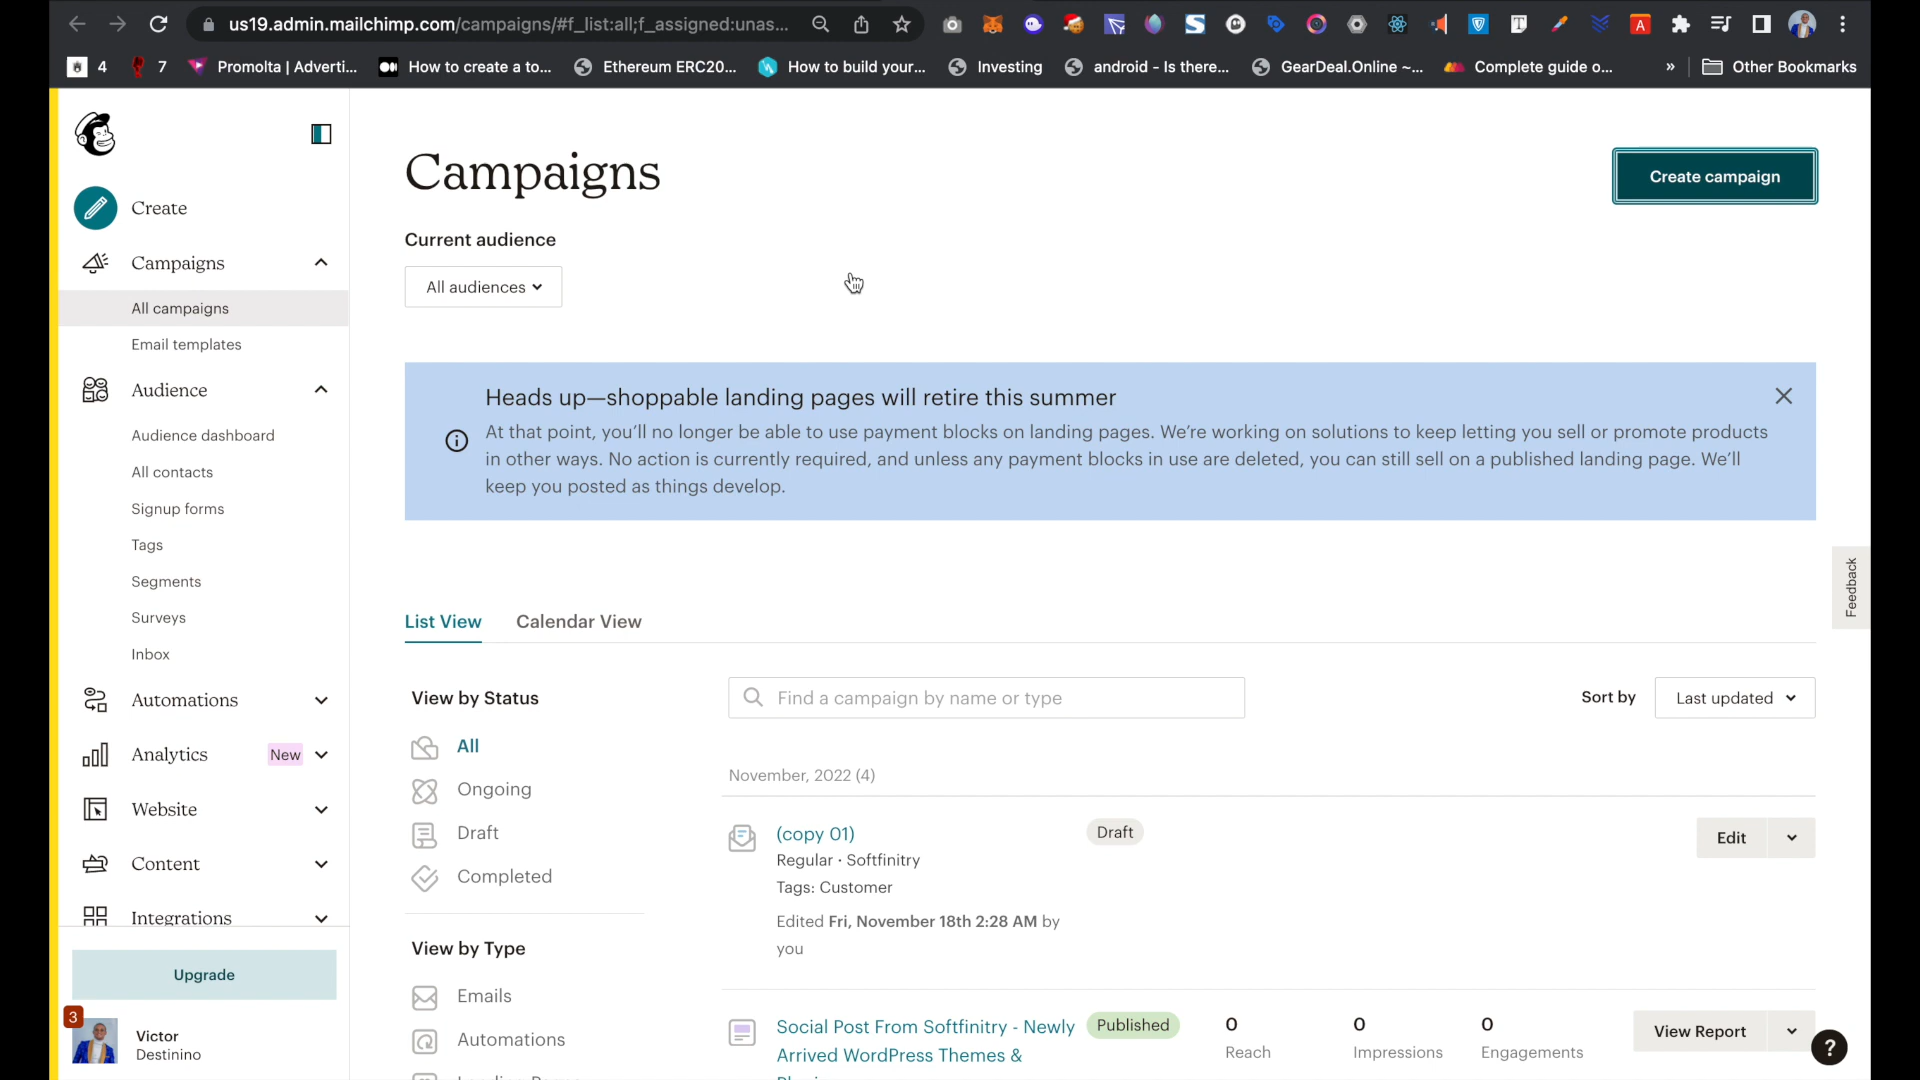 us19.admin.mailchimp.com/campaigns/#f_list:all;f_assigned:unas...
4
7
Promolta | Adverti...
How to create a to...
Ethereum ERC20...
How to build your...
Investing
android - Is there...
GearDeal.Online ~...
Complete guide o...
»
Other Bookmarks
Create
Campaigns
All campaigns
Email templates
Audience
Audience dashboard
All contacts
Signup forms
Tags
Segments
Surveys
Inbox
Automations
Analytics New
Website
Content
Integrations
Upgrade
3
Victor
Destinino
Campaigns
Create campaign
Current audience
All audiences
Heads up—shoppable landing pages will retire this summer
At that point, you'll no longer be able to use payment blocks on landing pages. We're working on solutions to keep letting you sell or promote products
in other ways. No action is currently required, and unless any payment blocks in use are deleted, you can still sell on a published landing page. We'll
keep you posted as things develop.
Feedback
List View
Calendar View
View by Status
All
Ongoing
Draft
Completed
View by Type
Emails
Automations
Find a campaign by name or type
Sort by
Last updated
November, 2022 (4)
(copy 01)
Draft
Edit
Regular · Softfinitry
Tags: Customer
Edited Fri, November 18th 2:28 AM by
you
Social Post From Softfinitry - Newly
Arrived WordPress Themes &
Published
0
Reach
0
Impressions
0
Engagements
View Report
?